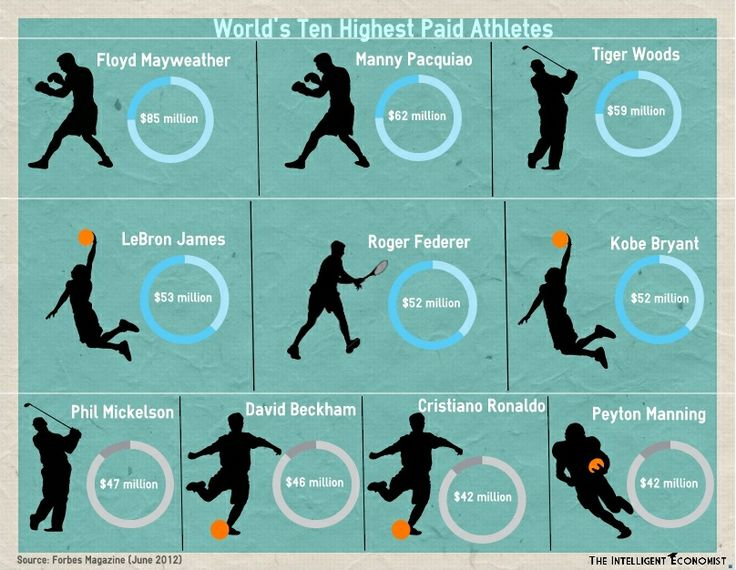 World's Ten Highest Paid Athletes
Floyd Mayweather
$85 million
Manny Pacquiao
$62 million
Tiger Woods
$59 million
LeBron James
$53 million
Roger Federer
$52 million
Kobe Bryant
$52 million
Phil Mickelson
$47 million
David Beckham
$46 million
Cristiano Ronaldo
$42 million
Peyton Manning
$42 million
Source: Forbes Magazine (June 2012)
The Intelligent Economist